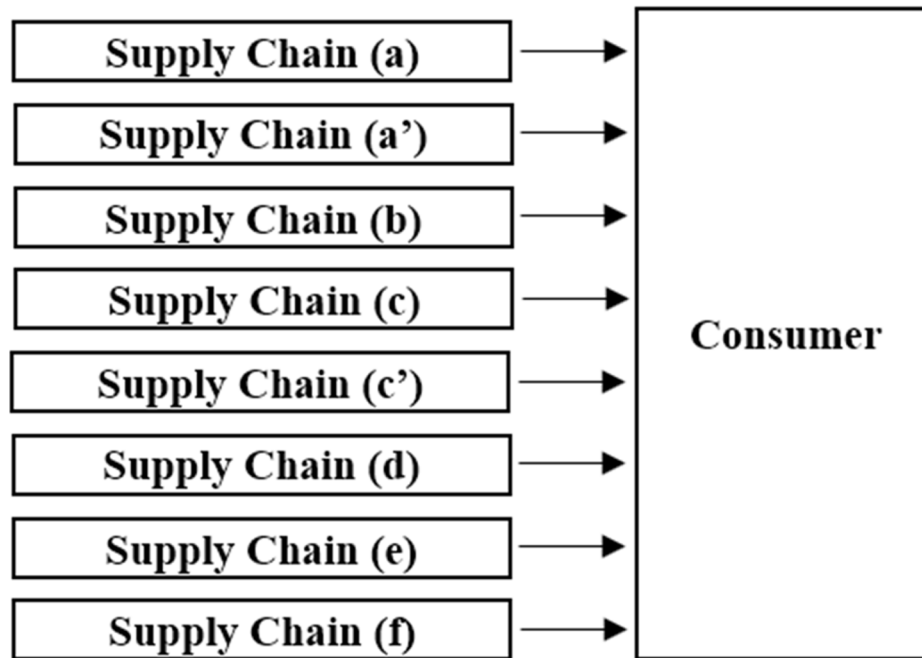 Supply Chain (a)
Supply Chain (a’)
Supply Chain (b)
Supply Chain (c)
Supply Chain (c’)
Supply Chain (d)
Supply Chain (e)
Supply Chain (f)
Consumer